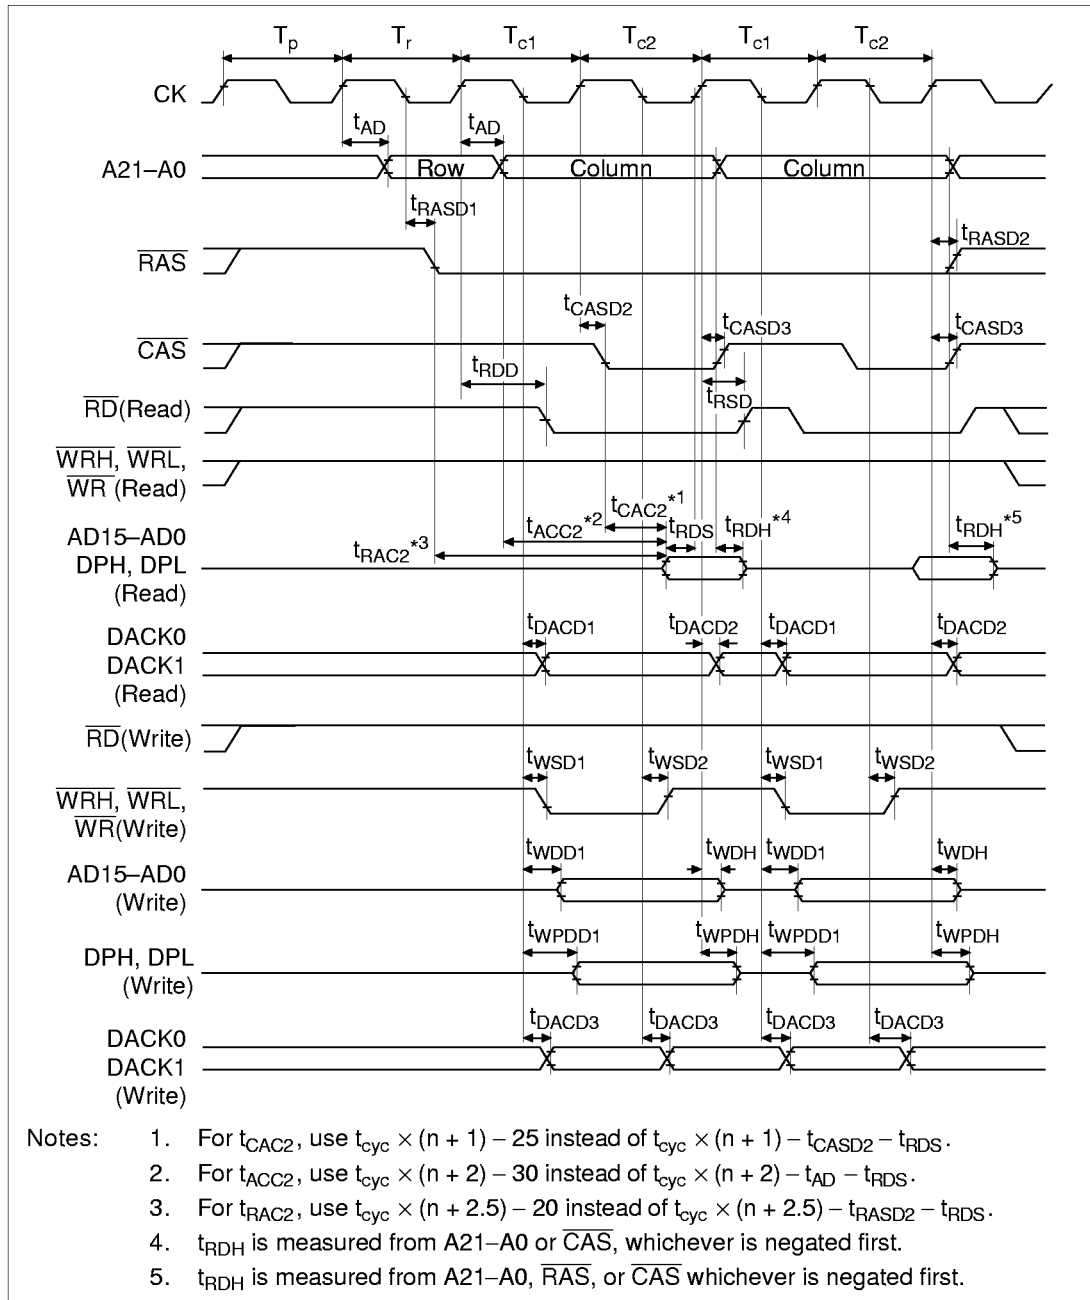 Tp Tr Tc1 Tc2 Tc1 Tc2
CK
tAD tAD
A21–A0 Row Column Column
tRASD1
RAS tRASD2
tCASD2
CAS tCASD3 tCASD3
tRDD
RD(Read) tRSD
WRH, WRL,
WR (Read)
tCAC2*1
AD15–AD0 tACC2*2 tRDS tRDH*4 tRDH*5
DPH, DPL tRAC2*3
(Read)
DACK0 tDACD1 tDACD2 tDACD1 tDACD2
DACK1
(Read)
RD(Write)
tWSD1 tWSD2 tWSD1 tWSD2
WRH, WRL,
WR(Write)
tWDD1 tWDH tWDD1 tWDH
AD15–AD0
(Write)
tWPDD1 tWPDH tWPDD1 tWPDH
DPH, DPL
(Write)
DACK0 tDACD3 tDACD3 tDACD3 tDACD3
DACK1
(Write)
Notes: 1. For tCAC2, use tcyc × (n + 1) – 25 instead of tcyc × (n + 1) – tCASD2 – tRDS.
2. For tACC2, use tcyc × (n + 2) – 30 instead of tcyc × (n + 2) – tAD – tRDS.
3. For tRAC2, use tcyc × (n + 2.5) – 20 instead of tcyc × (n + 2.5) – tRASD2 – tRDS.
4. tRDH is measured from A21–A0 or CAS, whichever is negated first.
5. tRDH is measured from A21–A0, RAS, or CAS whichever is negated first.